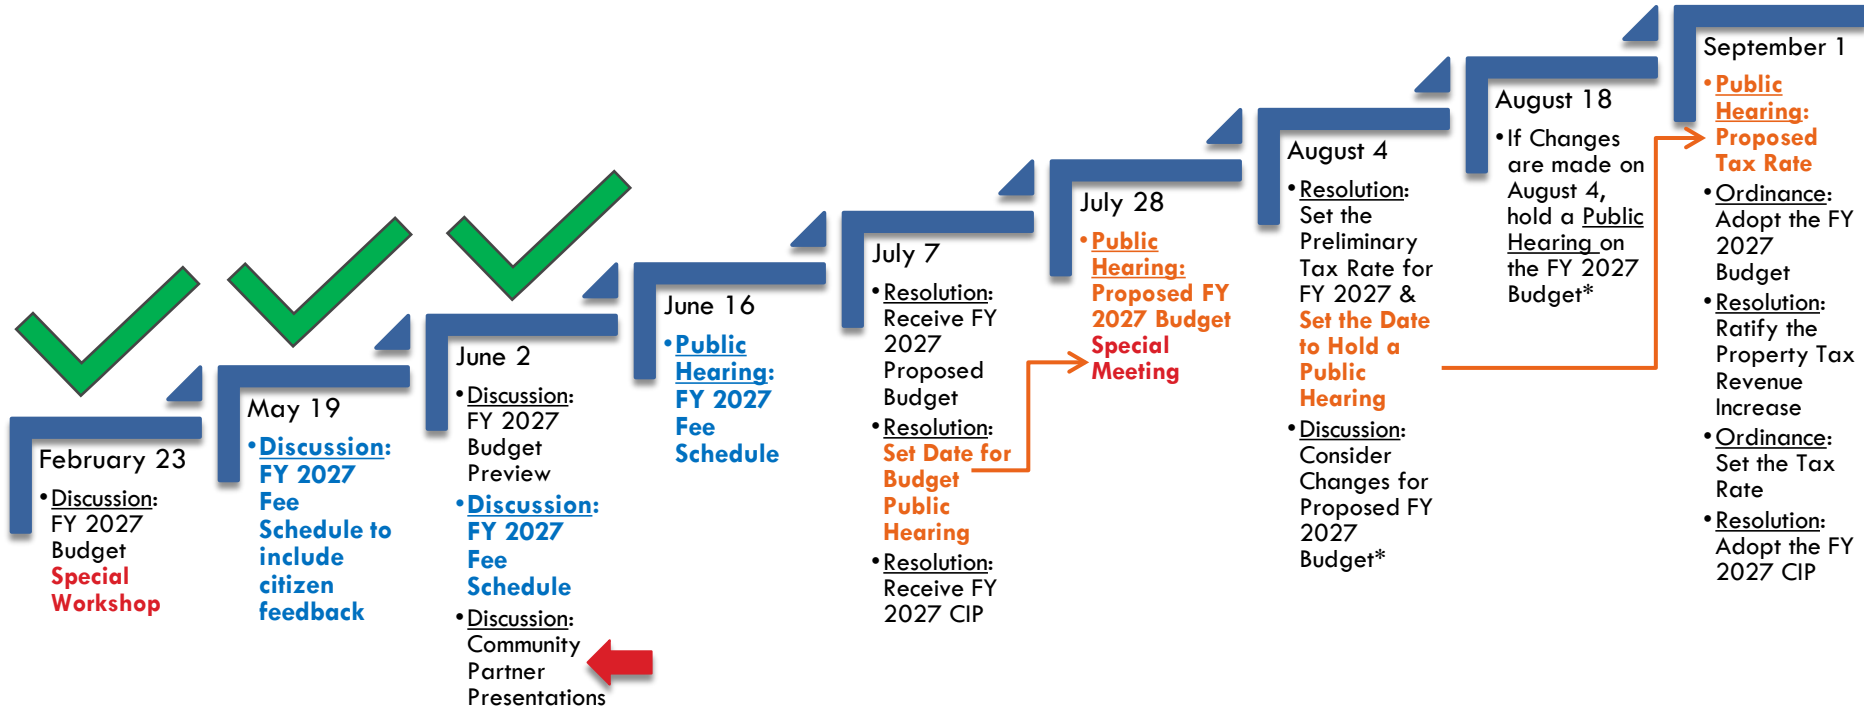 February 23
•Discussion:
FY 2027
Budget
Special
Workshop
May 19
•Discussion:
FY 2027
Fee
Schedule to
include
citizen
feedback
June 2
•Discussion:
FY 2027
Budget
Preview
•Discussion:
FY 2027
Fee
Schedule
•Discussion:
Community
Partner
Presentations
June 16
•Public
Hearing:
FY 2027
Fee
Schedule
July 7
•Resolution:
Receive FY
2027
Proposed
Budget
•Resolution:
Set Date for
Budget
Public
Hearing
•Resolution:
Receive FY
2027 CIP
July 28
•Public
Hearing:
Proposed FY
2027 Budget
Special
Meeting
August 4
•Resolution:
Set the
Preliminary
Tax Rate for
FY 2027 &
Set the Date
to Hold a
Public
Hearing
•Discussion:
Consider
Changes for
Proposed FY
2027
Budget*
August 18
•If Changes
are made on
August 4,
hold a Public
Hearing on
the FY 2027
Budget*
September 1
•Public
Hearing:
Proposed
Tax Rate
•Ordinance:
Adopt the FY
2027
Budget
•Resolution:
Ratify the
Property Tax
Revenue
Increase
•Ordinance:
Set the Tax
Rate
•Resolution:
Adopt the FY
2027 CIP